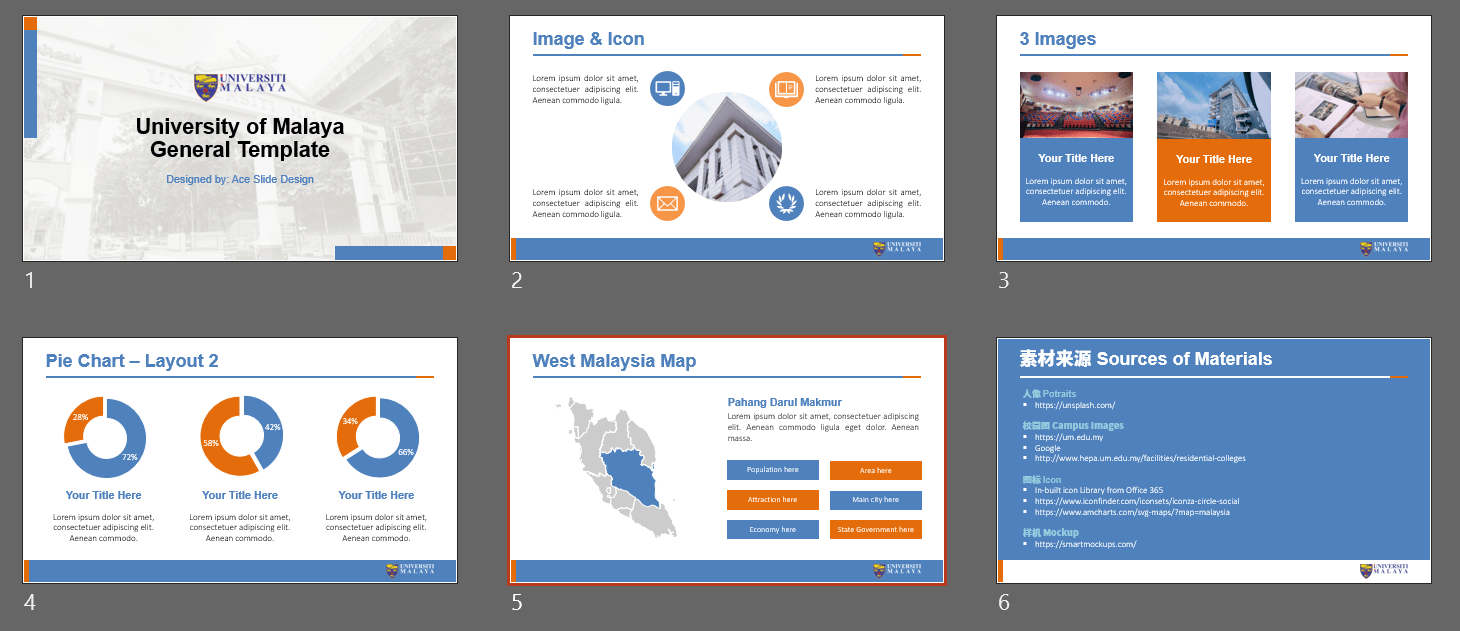 UNIVERSITI
MALAYA
University of Malaya
General Template
Designed by: Ace Slide Design
1
Image & Icon
Lorem ipsum dolor sit amet,
consectetuer adipiscing elit.
Aenean commodo ligula.
Lorem ipsum dolor sit amet,
consectetuer adipiscing elit.
Aenean commodo ligula.
Lorem ipsum dolor sit amet,
consectetuer adipiscing elit.
Aenean commodo ligula.
Lorem ipsum dolor sit amet,
consectetuer adipiscing elit.
Aenean commodo ligula.
UNIVERSITI
MALAYA
2
3 Images
Your Title Here
Lorem ipsum dolor sit amet,
consectetuer adipiscing elit.
Aenean commodo.
Your Title Here
Lorem ipsum dolor sit amet,
consectetuer adipiscing elit.
Aenean commodo.
Your Title Here
Lorem ipsum dolor sit amet,
consectetuer adipiscing elit.
Aenean commodo.
UNIVERSITI
MALAYA
3
Pie Chart – Layout 2
28%
72%
58%
42%
34%
66%
Your Title Here
Lorem ipsum dolor sit amet,
consectetuer adipiscing elit.
Aenean commodo.
Your Title Here
Lorem ipsum dolor sit amet,
consectetuer adipiscing elit.
Aenean commodo.
Your Title Here
Lorem ipsum dolor sit amet,
consectetuer adipiscing elit.
Aenean commodo.
UNIVERSITI
MALAYA
4
West Malaysia Map
Pahang Darul Makmur
Lorem ipsum dolor sit amet, consectetuer adipiscing
elit. Aenean commodo ligula eget dolor. Aenean
massa.
Population here
Area here
Attraction here
Main city here
Economy here
State Government here
UNIVERSITI
MALAYA
5
素材来源 Sources of Materials
人像 Potraits
https://unsplash.com/
校园图 Campus Images
https://um.edu.my
Google
http://www.hepa.um.edu.my/facilities/residential-colleges
图标 Icon
In-built icon Library from Office 365
https://www.iconfinder.com/iconsets/iconza-circle-social
https://www.amcharts.com/svg-maps/?map=malaysia
样机 Mockup
https://smartmockups.com/
UNIVERSITI
MALAYA
6